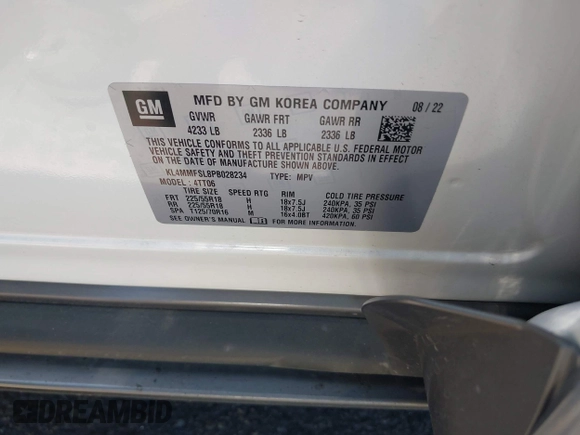 GM
MFD BY GM KOREA COMPANY 08 / 22
GVWR GAWR FRT GAWR RR
4233 LB 2336 LB 2336 LB
THIS VEHICLE CONFORMS TO ALL APPLICABLE U.S. FEDERAL MOTOR
VEHICLE SAFETY AND THEFT PREVENTION STANDARDS IN EFFECT
ON THE DATE OF MANUFACTURE SHOWN ABOVE.
KL4MMFSL8PB028234 TYPE: MPV
MODEL: 4TT06
TIRE SIZE SPEED RTG RIM COLD TIRE PRESSURE
FRT 225/55R18 H 18x7.5J 240KPA, 35 PSI
RR 225/55R18 H 18x7.5J 240KPA, 35 PSI
SPA T125/70R16 M 16x4.0BT 420KPA, 60 PSI
SEE OWNER'S MANUAL FOR MORE INFORMATION.
DREAMBID